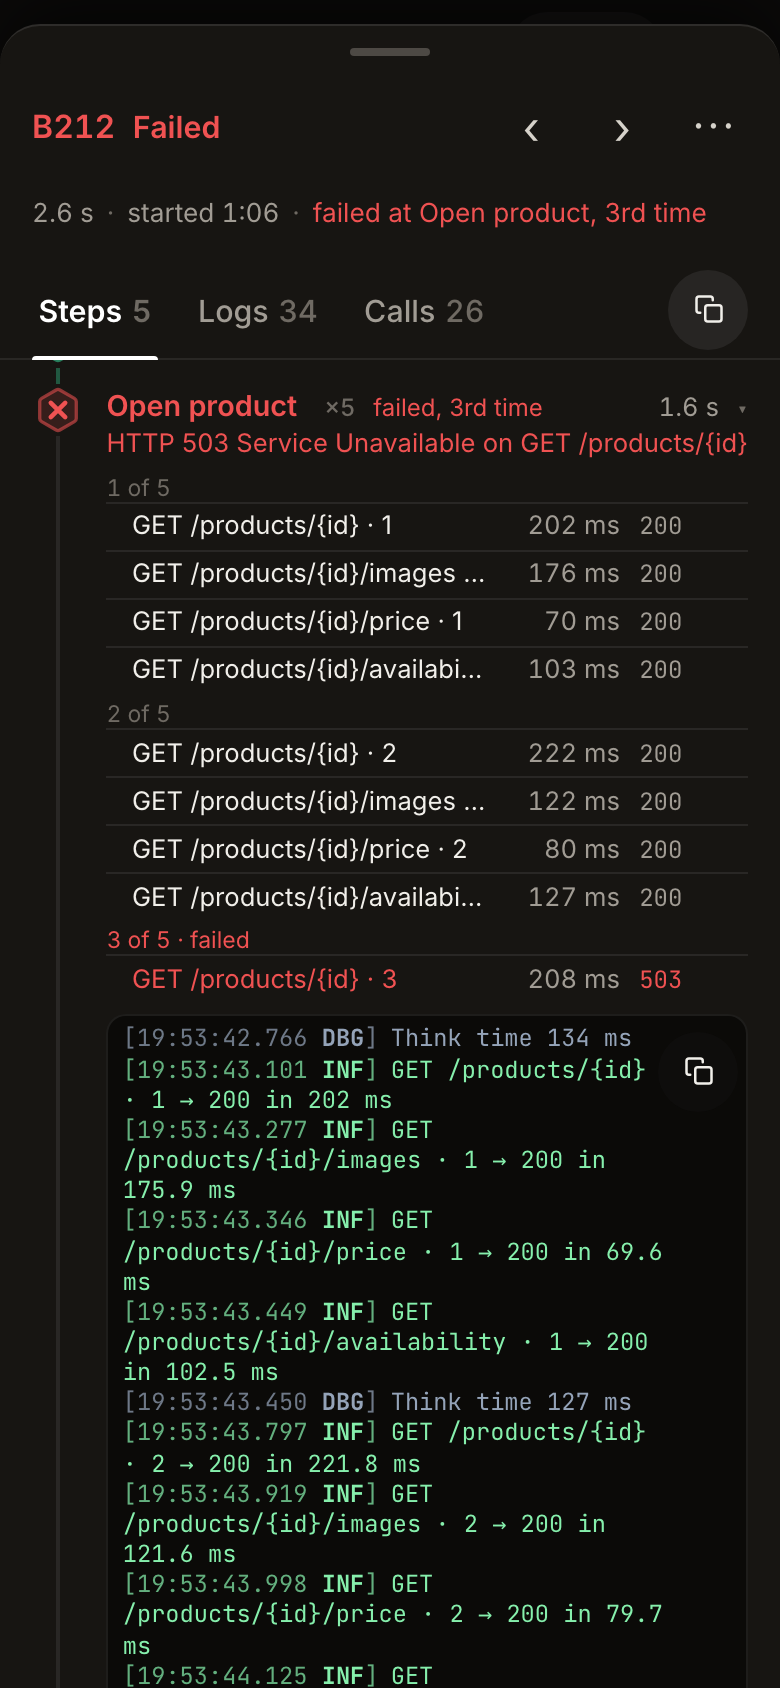 B212 Failed
2.6 s · started 1:06 · failed at Open product, 3rd time
Steps 5 Logs 34 Calls 26
Open product ×5 failed, 3rd time 1.6 s
HTTP 503 Service Unavailable on GET /products/{id}
1 of 5
GET /products/{id} · 1 202 ms 200
GET /products/{id}/images ... 176 ms 200
GET /products/{id}/price · 1 70 ms 200
GET /products/{id}/availabi... 103 ms 200
2 of 5
GET /products/{id} · 2 222 ms 200
GET /products/{id}/images ... 122 ms 200
GET /products/{id}/price · 2 80 ms 200
GET /products/{id}/availabi... 127 ms 200
3 of 5 · failed
GET /products/{id} · 3 208 ms 503
[19:53:42.766 DBG] Think time 134 ms
[19:53:43.101 INF] GET /products/{id}
· 1 → 200 in 202 ms
[19:53:43.277 INF] GET
/products/{id}/images · 1 → 200 in
175.9 ms
[19:53:43.346 INF] GET
/products/{id}/price · 1 → 200 in 69.6
ms
[19:53:43.449 INF] GET
/products/{id}/availability · 1 → 200
in 102.5 ms
[19:53:43.450 DBG] Think time 127 ms
[19:53:43.797 INF] GET /products/{id}
· 2 → 200 in 221.8 ms
[19:53:43.919 INF] GET
/products/{id}/images · 2 → 200 in
121.6 ms
[19:53:43.998 INF] GET
/products/{id}/price · 2 → 200 in 79.7
ms
[19:53:44.125 INF] GET